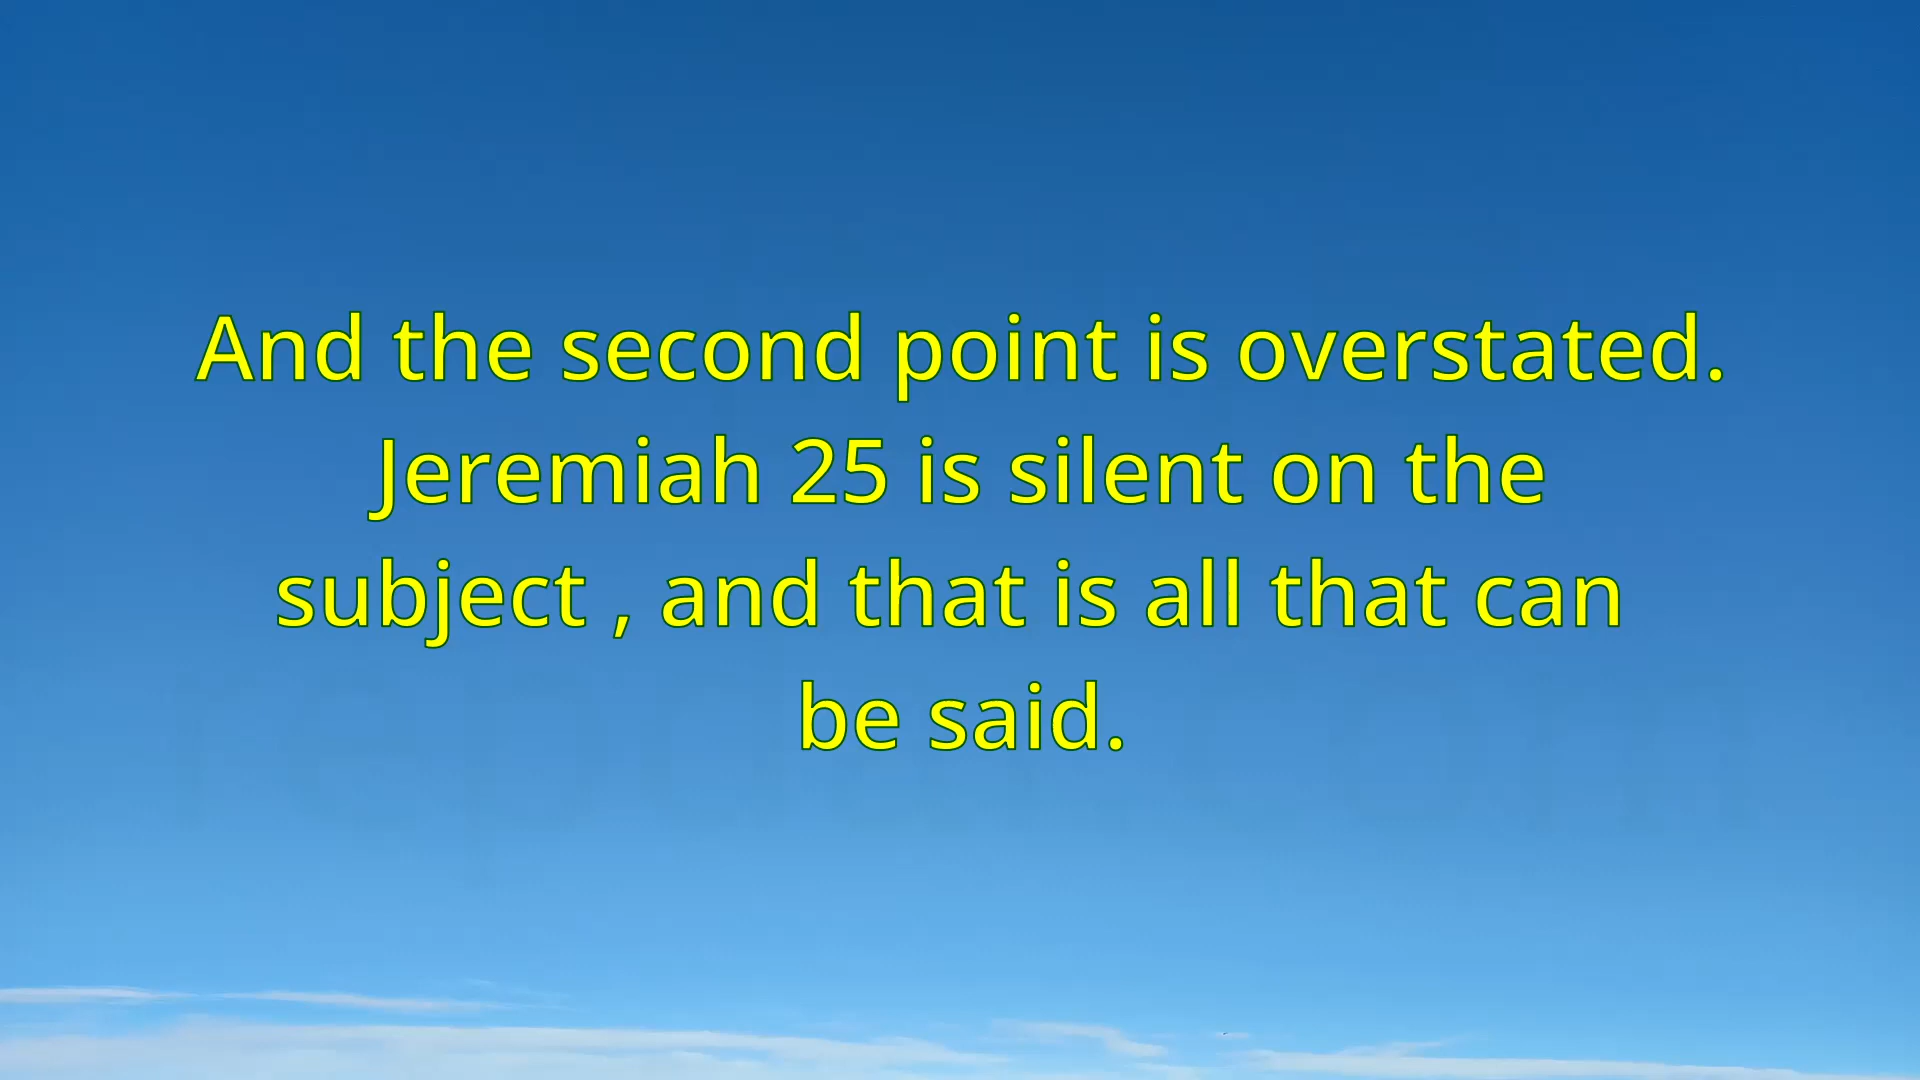 And the second point is overstated.
Jeremiah 25 is silent on the
subject , and that is all that can
be said.